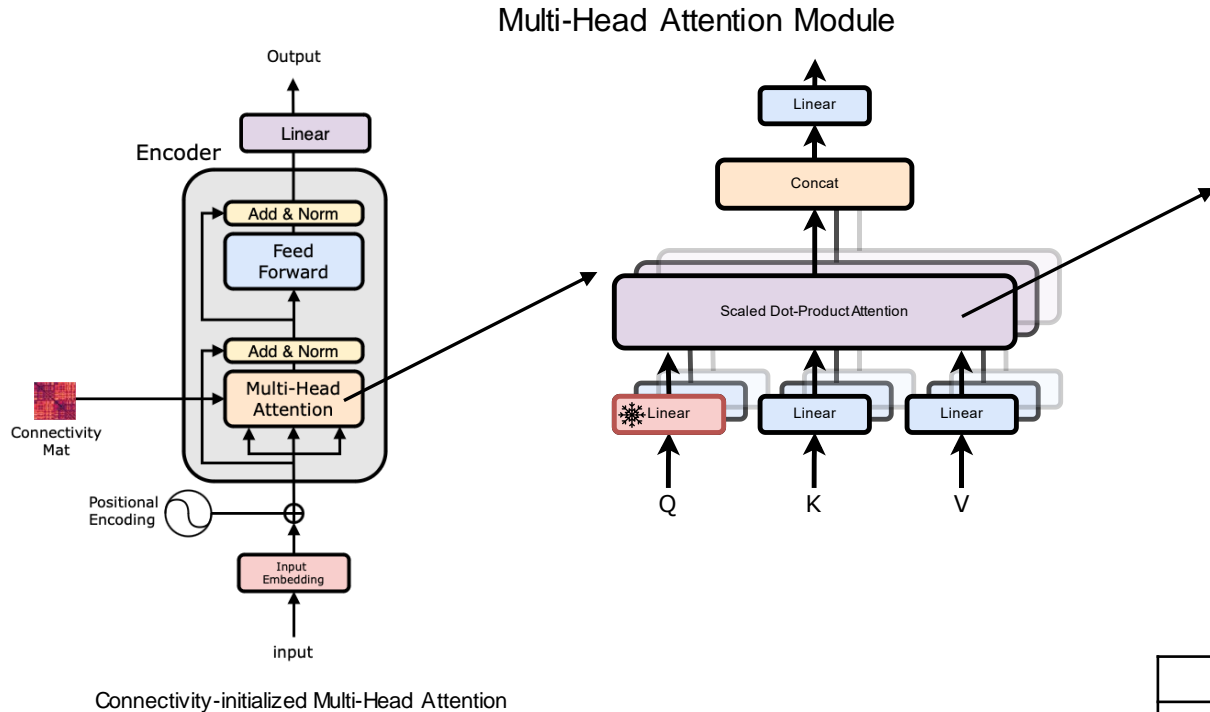 Multi-Head Attention Module
Output
Linear
Encoder
Add & Norm
Feed
Forward
Add & Norm
Multi-Head
Attention
Connectivity
Mat
Positional
Encoding
Input
Embedding
input
Connectivity-initialized Multi-Head Attention
Linear
Concat
Scaled Dot-Product Attention
Linear
Linear
Linear
Q
K
V